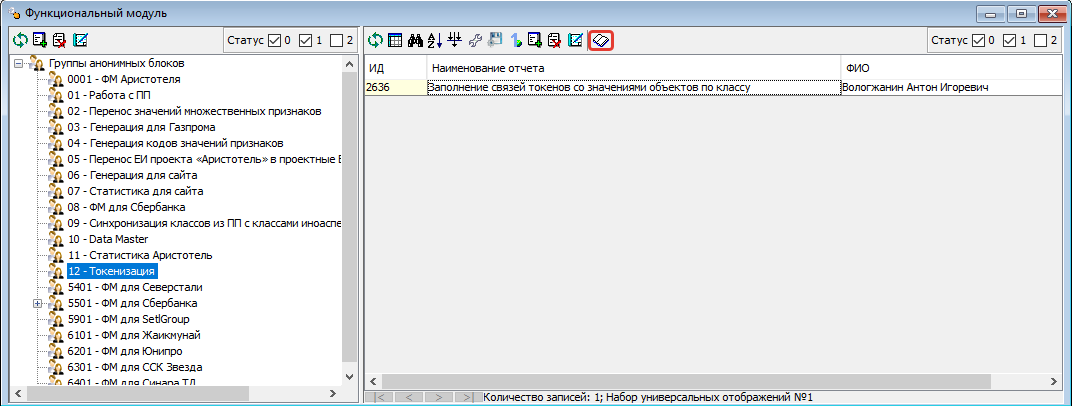 Функциональный модуль
Статус 0 1 2
Статус 0 1 2
Группы анонимных блоков
0001 - ФМ Аристотеля
01 - Работа с ПП
02 - Перенос значений множественных признаков
03 - Генерация для Газпрома
04 - Генерация кодов значений признаков
05 - Перенос ЕИ проекта «Аристотель» в проектные
06 - Генерация для сайта
07 - Статистика для сайта
08 - ФМ для Сбербанка
09 - Синхронизация классов из ПП с классами иноаспе
10 - Data Master
11 - Статистика Аристотель
12 - Токенизация
5401 - ФМ для Северстали
5501 - ФМ для Сбербанка
5901 - ФМ для SetlGroup
6101 - ФМ для Жаикмунай
6201 - ФМ для Юнипро
6301 - ФМ для ССК Звезда
6401 - ФМ для Синара ТД
ИД Наименование отчета ФИО
2636 Заполнение связей токенов со значениями объектов по классу Вологжанин Антон Игоревич
Количество записей: 1; Набор универсальных отображений №1